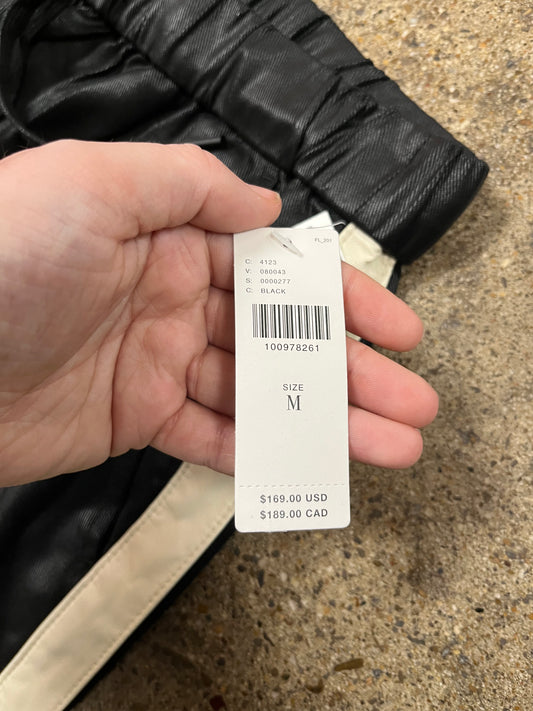 FL_201
C: 4123
V: 080043
S: 0000277
C: BLACK
100978261
SIZE
M
$169.00 USD
$189.00 CAD